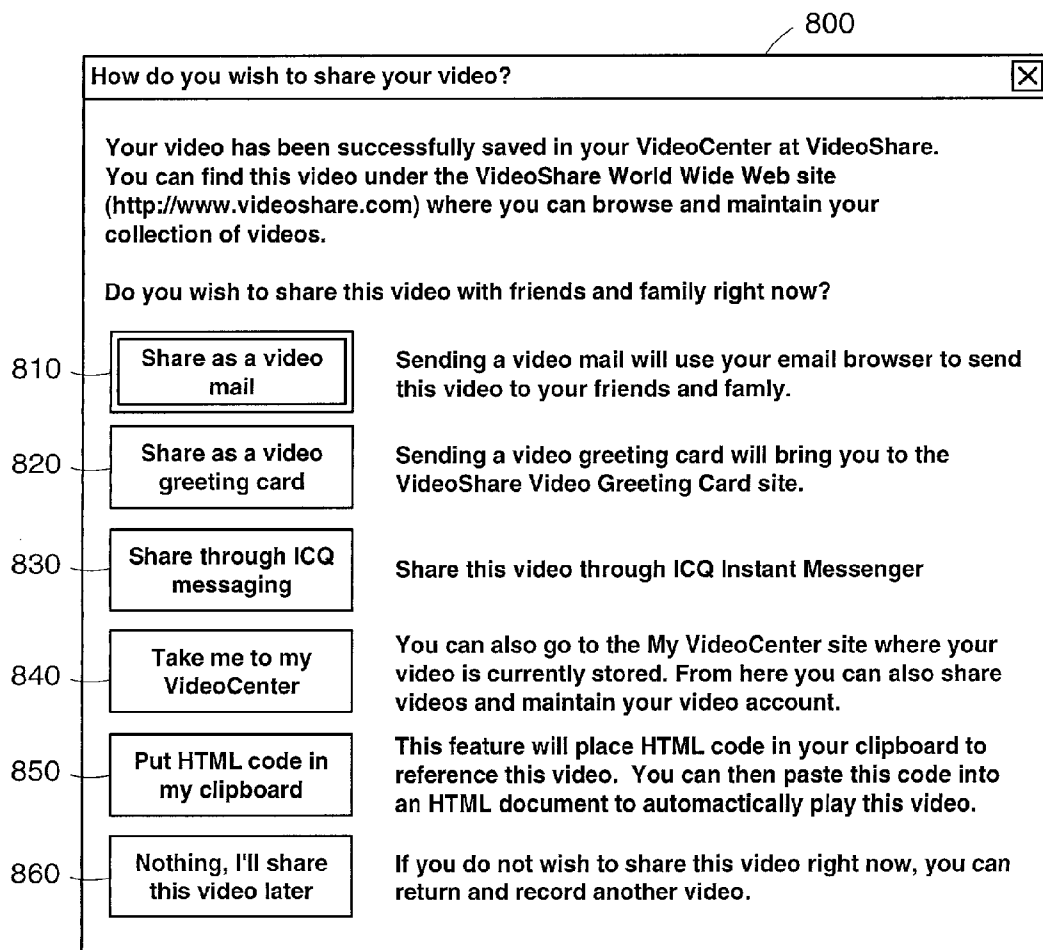 800
How do you wish to share your video?
Your video has been successfully saved in your VideoCenter at VideoShare.
You can find this video under the VideoShare World Wide Web site
(http://www.videoshare.com) where you can browse and maintain your
collection of videos.
Do you wish to share this video with friends and family right now?
810
Share as a video
mail
Sending a video mail will use your email browser to send
this video to your friends and famly.
820
Share as a video
greeting card
Sending a video greeting card will bring you to the
VideoShare Video Greeting Card site.
830
Share through ICQ
messaging
Share this video through ICQ Instant Messenger
840
Take me to my
VideoCenter
You can also go to the My VideoCenter site where your
video is currently stored. From here you can also share
videos and maintain your video account.
850
Put HTML code in
my clipboard
This feature will place HTML code in your clipboard to
reference this video. You can then paste this code into
an HTML document to automactically play this video.
860
Nothing, I'll share
this video later
If you do not wish to share this video right now, you can
return and record another video.